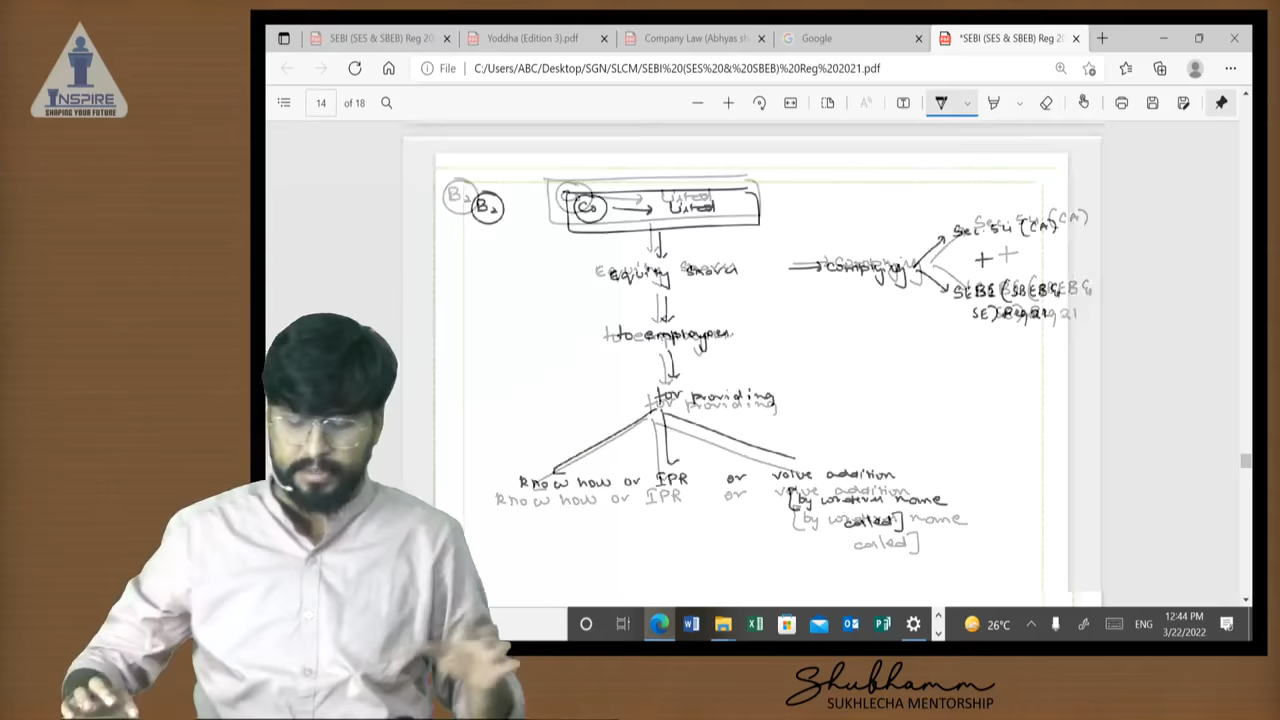 INSPIRE
SHAPING YOUR FUTURE
SEBI (SES & SBEB) Reg 20
Yoddha (Edition 3).pdf
Company Law (Abhyas sh
Google
*SEBI (SES & SBEB) Reg 20
File
C:/Users/ABC/Desktop/SGN/SLCM/SEBI%20(SES%20&%20SBEB)%20Reg%202021.pdf
14 of 18
B2
Co → Listed
Equity shares
→ complying
Sec. 54 (CA)
+
SEBI (SBEB &
SE) Reg 21
to employees
for providing
know how or IPR or value addition
[by whatever name
called]
26°C
ENG
12:44 PM
3/22/2022
Shubhamm
SUKHLECHA MENTORSHIP